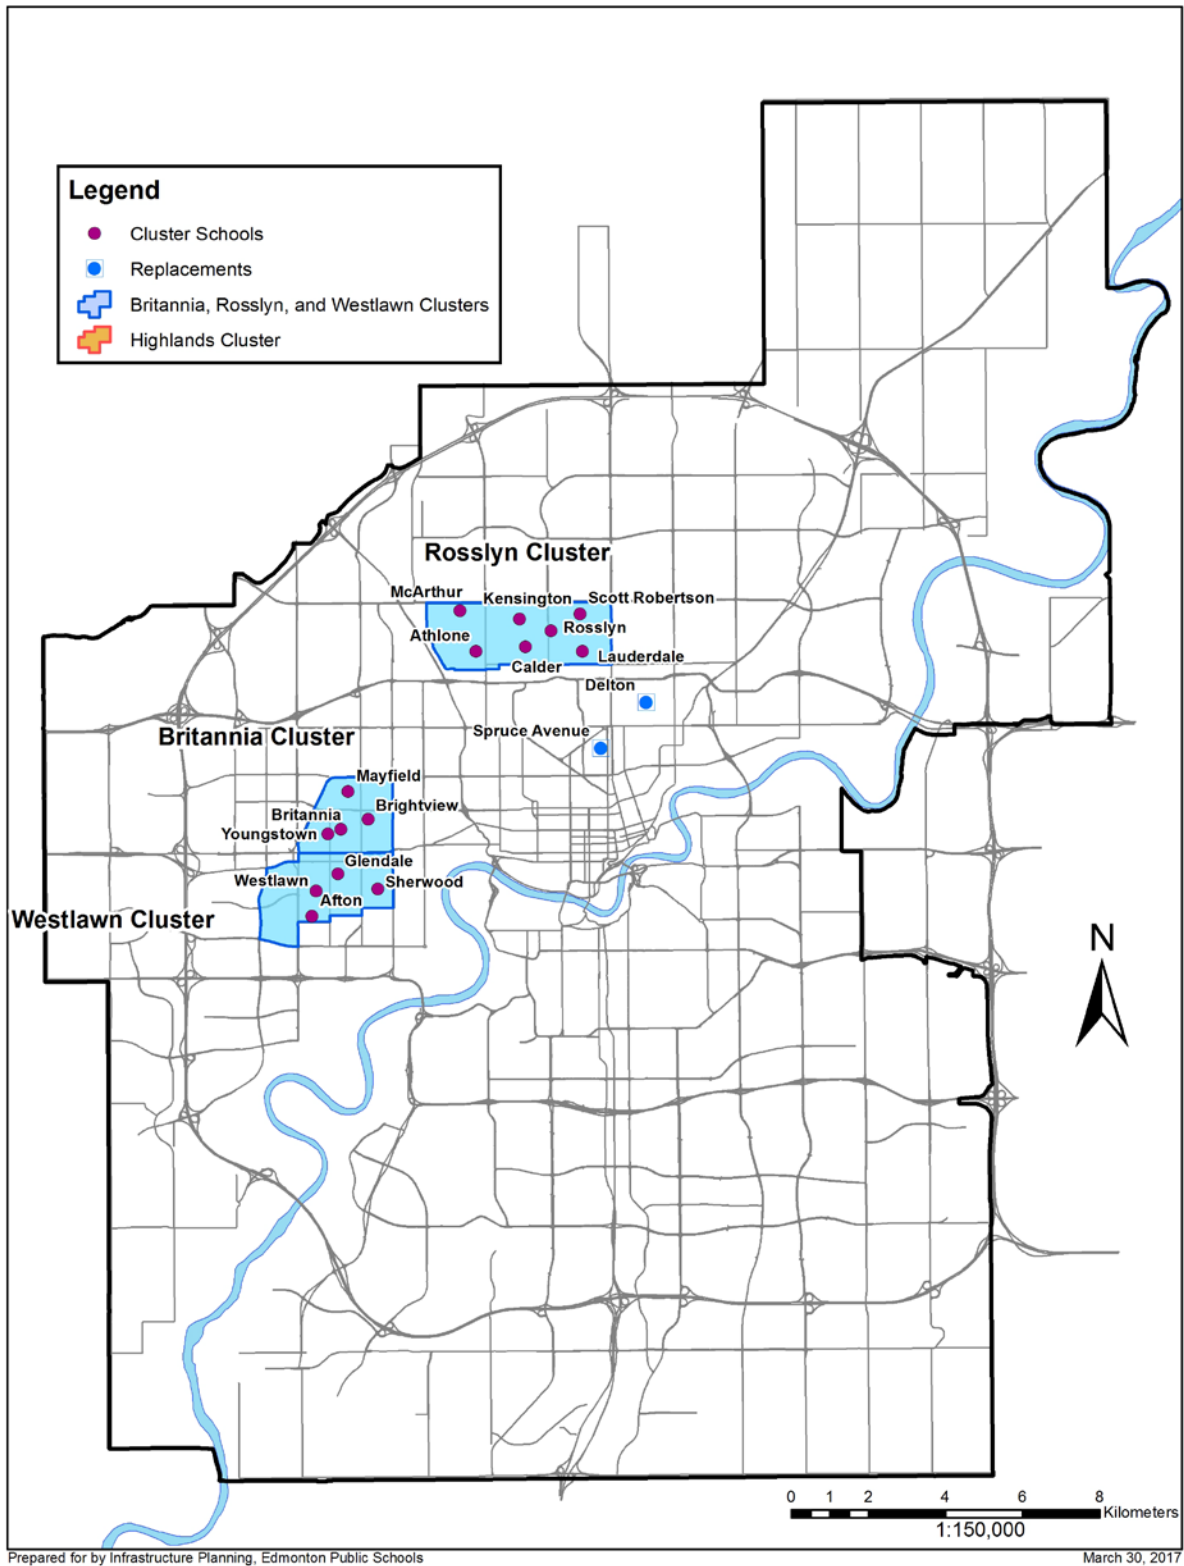 Legend
Cluster Schools
Replacements
Britannia, Rosslyn, and Westlawn Clusters
Highlands Cluster
Rosslyn Cluster
McArthur
Kensington
Scott Robertson
Athlone
Rosslyn
Calder
Lauderdale
Delton
Spruce Avenue
Britannia Cluster
Mayfield
Brightview
Britannia
Youngstown
Glendale
Westlawn
Sherwood
Afton
Westlawn Cluster
N
0 1 2 4 6 8
Kilometers
1:150,000
Prepared for by Infrastructure Planning, Edmonton Public Schools
March 30, 2017